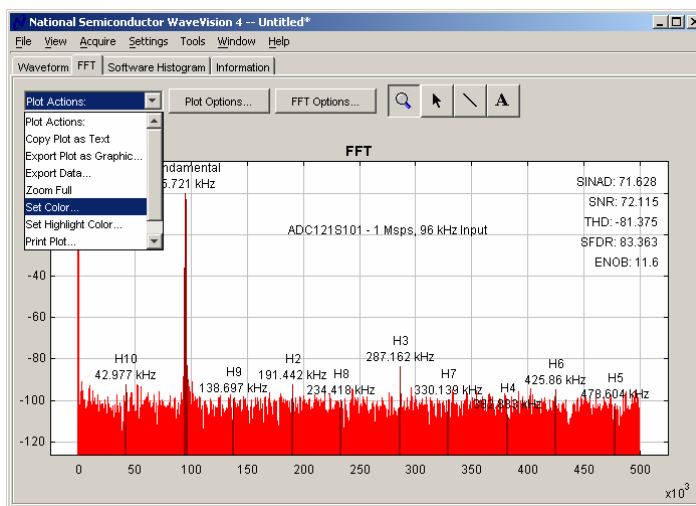 National Semiconductor WaveVision 4 -- Untitled*
File View Acquire Settings Tools Window Help
Waveform FFT Software Histogram Information
Plot Actions: Plot Options... FFT Options... A
Plot Actions:
Copy Plot as Text
Export Plot as Graphic...
Export Data...
Zoom Full
Set Color...
Set Highlight Color...
Print Plot...
FFT
ndamental
5.721 kHz
SINAD: 71.628
SNR: 72.115
THD: -81.375
SFDR: 83.363
ENOB: 11.6
ADC121S101 - 1 Msps, 96 kHz Input
-40
-60
-80
-100
-120
H10
42.977 kHz
H9
138.697 kHz
H2
191.442 kHz
H8
234.418 kHz
H3
287.162 kHz
H7
330.139 kHz
H4
kHz
H6
425.86 kHz
H5
478.604 kHz
0 50 100 150 200 250 300 350 400 450 500
x10³